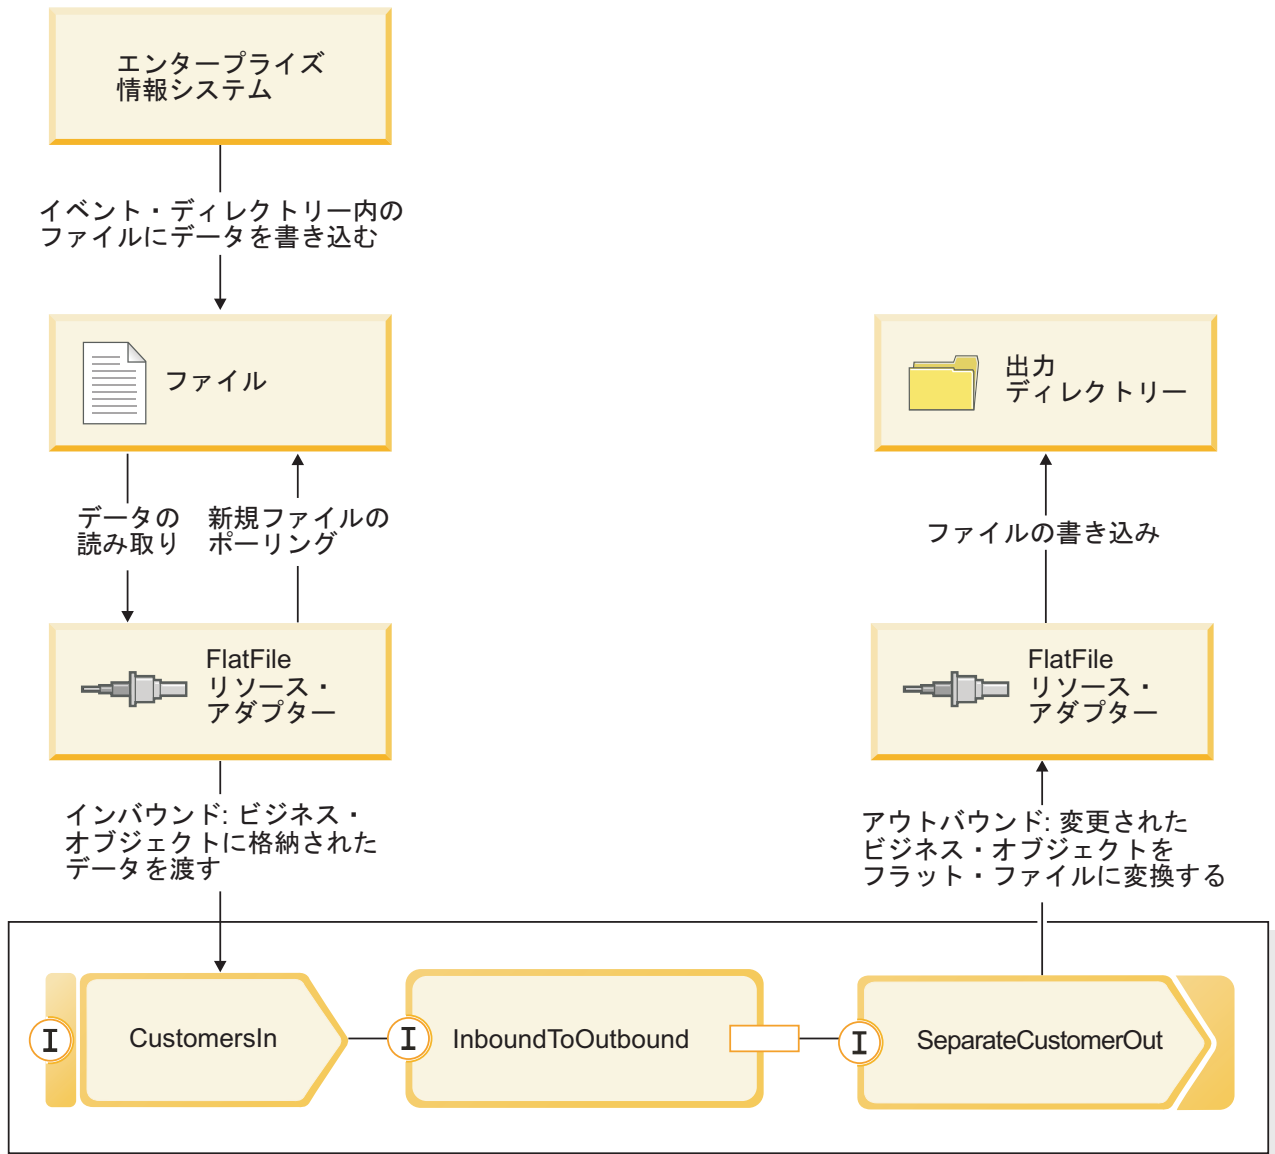 エンタープライズ
情報システム
イベント・ディレクトリー内の
ファイルにデータを書き込む
ファイル
出力
ディレクトリー
データの
読み取り
新規ファイルの
ポーリング
ファイルの書き込み
FlatFile
リソース・
アダプター
FlatFile
リソース・
アダプター
インバウンド: ビジネス・
オブジェクトに格納された
データを渡す
アウトバウンド: 変更された
ビジネス・オブジェクトを
フラット・ファイルに変換する
I
CustomersIn
I
InboundToOutbound
I
SeparateCustomerOut